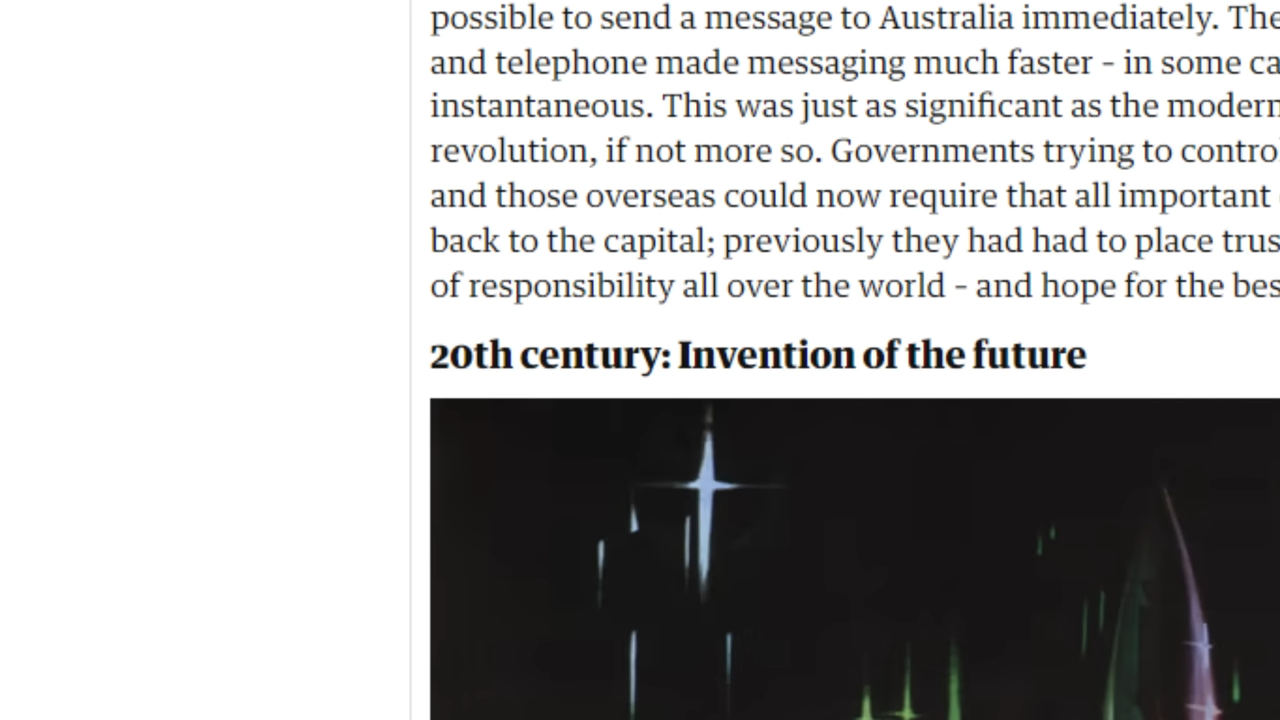 possible to send a message to Australia immediately. The
and telephone made messaging much faster – in some ca
instantaneous. This was just as significant as the modern
revolution, if not more so. Governments trying to contro
and those overseas could now require that all important
back to the capital; previously they had had to place trus
of responsibility all over the world – and hope for the bes
20th century: Invention of the future